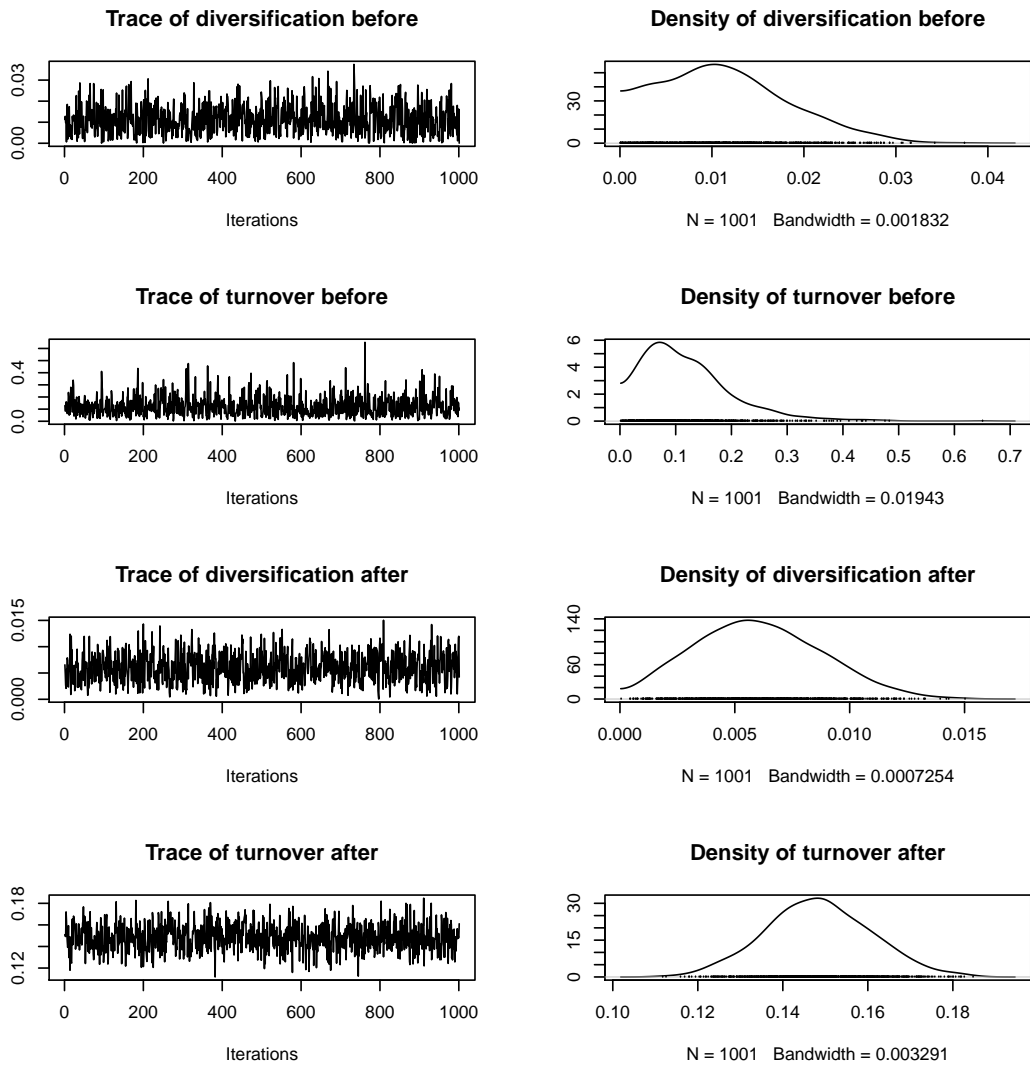 Trace of diversification before
0.00 0.03
0 200 400 600 800 1000
Iterations
Density of diversification before
0 30
0.00 0.01 0.02 0.03 0.04
N = 1001 Bandwidth = 0.001832
Trace of turnover before
0.0 0.4
0 200 400 600 800 1000
Iterations
Density of turnover before
0 2 4 6
0.0 0.1 0.2 0.3 0.4 0.5 0.6 0.7
N = 1001 Bandwidth = 0.01943
Trace of diversification after
0.000 0.015
0 200 400 600 800 1000
Iterations
Density of diversification after
0 60 140
0.000 0.005 0.010 0.015
N = 1001 Bandwidth = 0.0007254
Trace of turnover after
0.12 0.18
0 200 400 600 800 1000
Iterations
Density of turnover after
0 15 30
0.10 0.12 0.14 0.16 0.18
N = 1001 Bandwidth = 0.003291